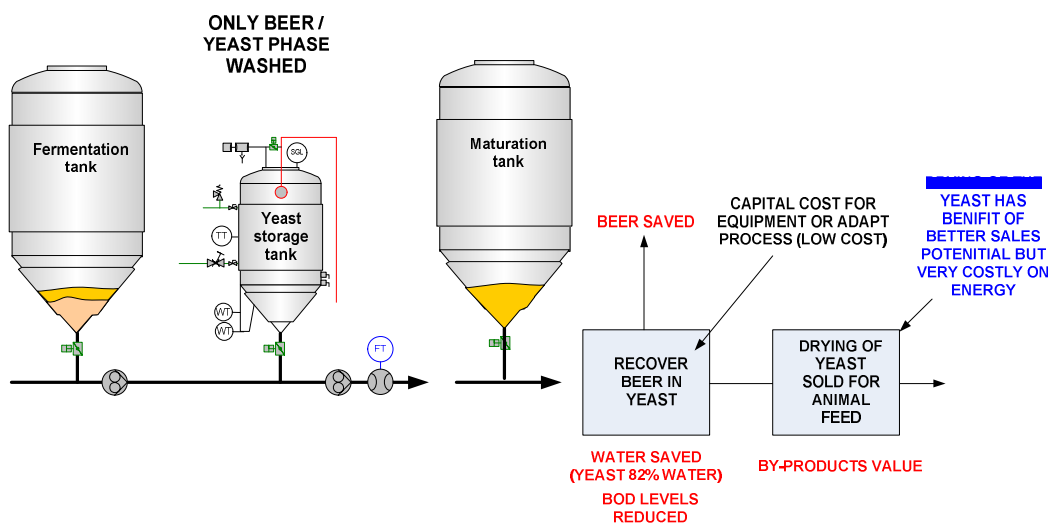 ONLY BEER /
YEAST PHASE
WASHED
Fermentation
tank
SGL
Yeast
storage
tank
TT
WT
WT
FT
Maturation
tank
BEER SAVED
CAPITAL COST FOR
EQUIPMENT OR ADAPT
PROCESS (LOW COST)
YEAST HAS
BENIFIT OF
BETTER SALES
POTENITIAL BUT
VERY COSTLY ON
ENERGY
RECOVER
BEER IN
YEAST
DRYING OF
YEAST
SOLD FOR
ANIMAL
FEED
WATER SAVED
(YEAST 82% WATER)
BOD LEVELS
REDUCED
BY-PRODUCTS VALUE